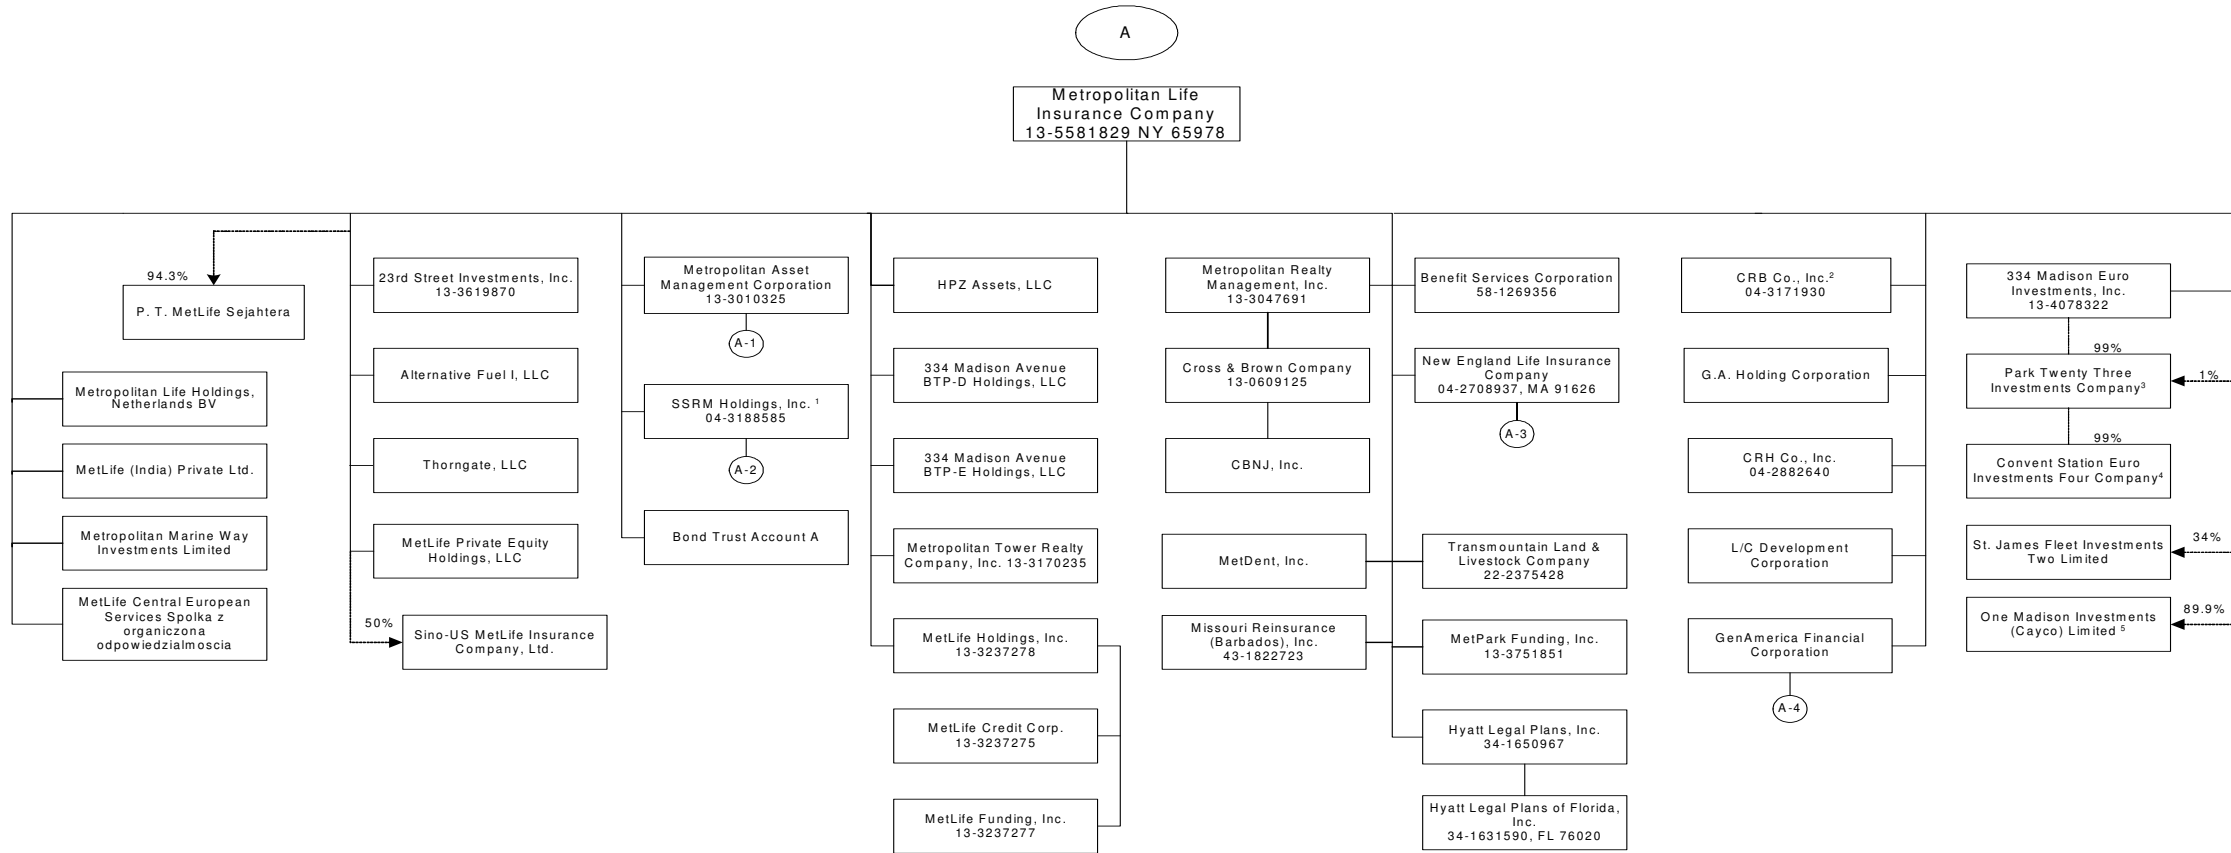 A
Metropolitan Life
Insurance Company
13-5581829 NY 65978
94.3%
P. T. MetLife Sejahtera
Metropolitan Life Holdings,
Netherlands BV
MetLife (India) Private Ltd.
Metropolitan Marine Way
Investments Limited
MetLife Central European
Services Spolka z
organiczona
odpowiedzialmoscia
23rd Street Investments, Inc.
13-3619870
Alternative Fuel I, LLC
Thorngate, LLC
MetLife Private Equity
Holdings, LLC
50%
Sino-US MetLife Insurance
Company, Ltd.
Metropolitan Asset
Management Corporation
13-3010325
A-1
SSRM Holdings, Inc. 1
04-3188585
A-2
Bond Trust Account A
HPZ Assets, LLC
334 Madison Avenue
BTP-D Holdings, LLC
334 Madison Avenue
BTP-E Holdings, LLC
Metropolitan Tower Realty
Company, Inc. 13-3170235
MetLife Holdings, Inc.
13-3237278
MetLife Credit Corp.
13-3237275
MetLife Funding, Inc.
13-3237277
Metropolitan Realty
Management, Inc.
13-3047691
Cross & Brown Company
13-0609125
CBNJ, Inc.
MetDent, Inc.
Missouri Reinsurance
(Barbados), Inc.
43-1822723
Benefit Services Corporation
58-1269356
New England Life Insurance
Company
04-2708937, MA 91626
A-3
Transmountain Land &
Livestock Company
22-2375428
MetPark Funding, Inc.
13-3751851
Hyatt Legal Plans, Inc.
34-1650967
Hyatt Legal Plans of Florida,
Inc.
34-1631590, FL 76020
CRB Co., Inc.2
04-3171930
G.A. Holding Corporation
CRH Co., Inc.
04-2882640
L/C Development
Corporation
GenAmerica Financial
Corporation
A-4
334 Madison Euro
Investments, Inc.
13-4078322
99%
Park Twenty Three
Investments Company3
1%
99%
Convent Station Euro
Investments Four Company4
St. James Fleet Investments
Two Limited
34%
One Madison Investments
(Cayco) Limited 5
89.9%